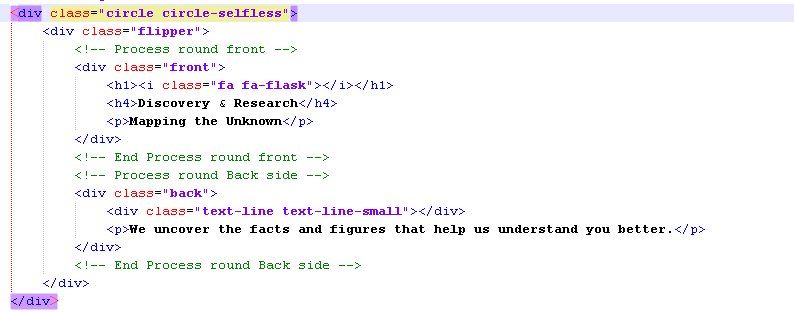 <div class="circle circle-selfless">
<div class="flipper">
<!-- Process round front -->
<div class="front">
<h1><i class="fa fa-flask"></i></h1>
<h4>Discovery & Research</h4>
<p>Mapping the Unknown</p>
</div>
<!-- End Process round front -->
<!-- Process round Back side -->
<div class="back">
<div class="text-line text-line-small"></div>
<p>We uncover the facts and figures that help us understand you better.</p>
</div>
<!-- End Process round Back side -->
</div>
</div>